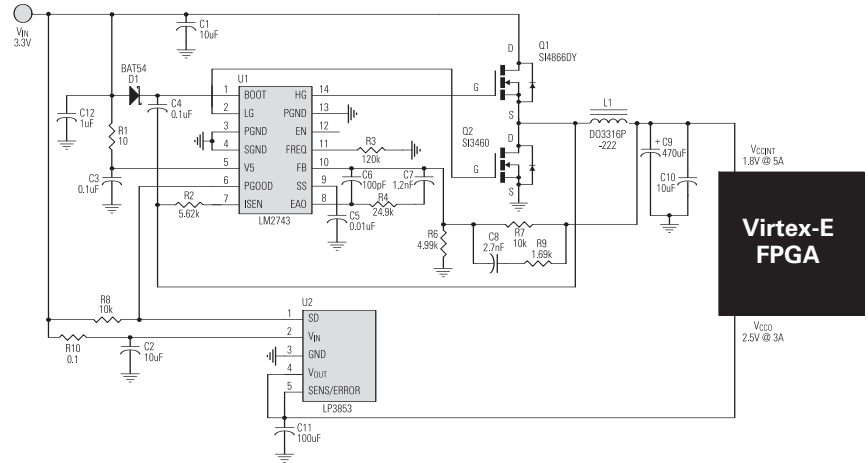 VIN
3.3V
C1
10uF
BAT54
D1
C12
1uF
R1
10
C3
0.1uF
C4
0.1uF
R2
5.62k
U1
1 BOOT HG 14
2 LG PGND 13
3 PGND EN 12
4 SGND FREQ 11
5 V5 FB 10
6 PGOOD SS 9
7 ISEN EAO 8
LM2743
R3
120k
C6
100pF
C7
1.2nF
R4
24.9k
C5
0.01uF
Q1
SI4866DY
D
G
S
Q2
SI3460
D
G
S
L1
DO3316P
-222
+ C9
470uF
C10
10uF
R6
4.99k
R7
10k
C8
2.7nF
R9
1.69k
VCCINT
1.8V @ 5A
Virtex-E
FPGA
VCCO
2.5V @ 3A
R8
10k
R10
0.1
C2
10uF
U2
1 SD
2 VIN
3 GND
4 VOUT
5 SENS/ERROR
LP3853
C11
100uF